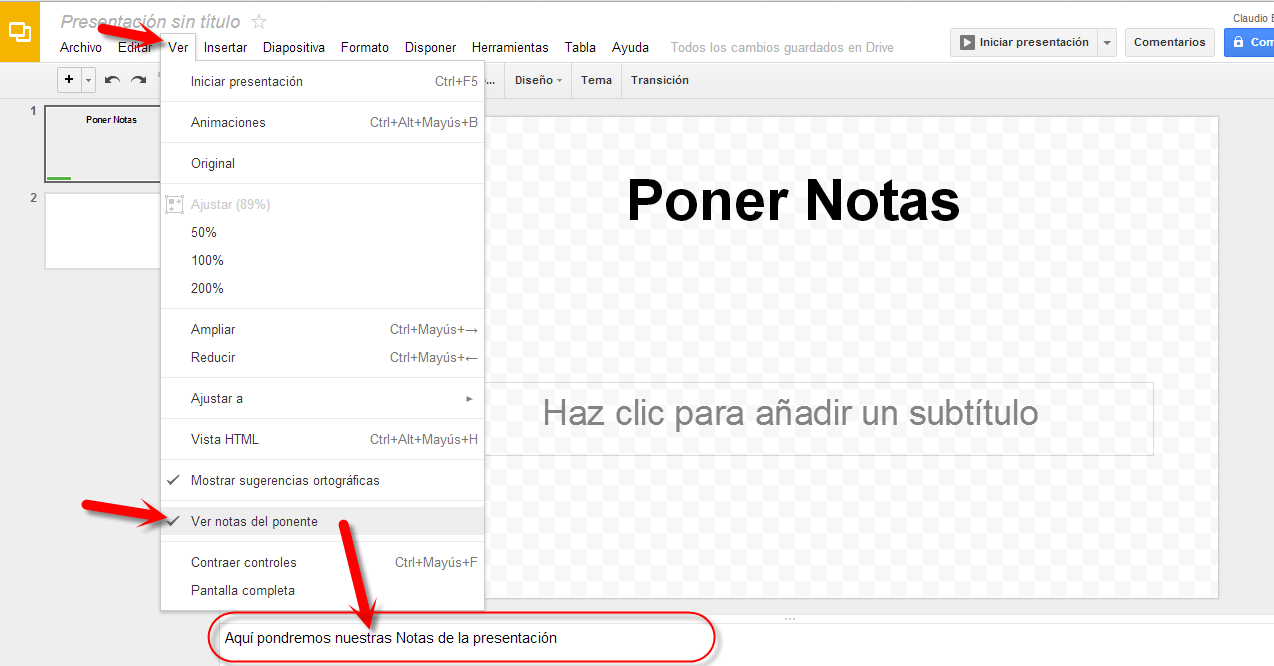 Presentación sin título
Claudio
Archivo Editar Ver Insertar Diapositiva Formato Disponer Herramientas Tabla Ayuda Todos los cambios guardados en Drive
Iniciar presentación
Comentarios
Com
+
... Diseño Tema Transición
Iniciar presentación Ctrl+F5
Animaciones Ctrl+Alt+Mayús+B
Original
Ajustar (89%)
50%
100%
200%
Ampliar Ctrl+Mayús+→
Reducir Ctrl+Mayús+←
Ajustar a
Vista HTML Ctrl+Alt+Mayús+H
Mostrar sugerencias ortográficas
Ver notas del ponente
Contraer controles Ctrl+Mayús+F
Pantalla completa
1
Poner Notas
2
Poner Notas
Haz clic para añadir un subtítulo
Aquí pondremos nuestras Notas de la presentación